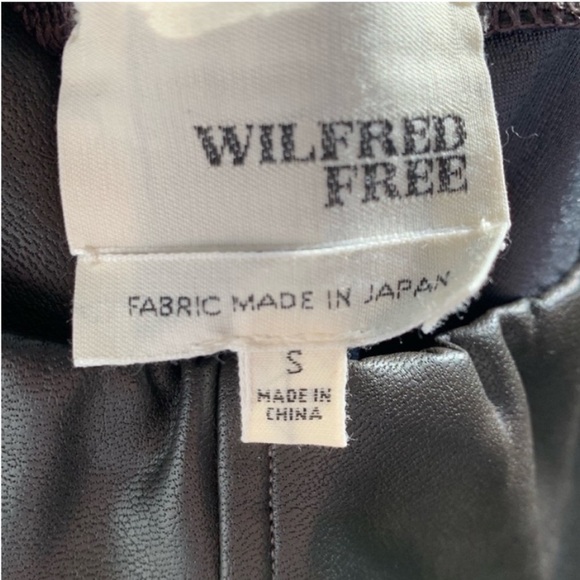 WILFRED
FREE
FABRIC MADE IN JAPAN
S
MADE IN
CHINA